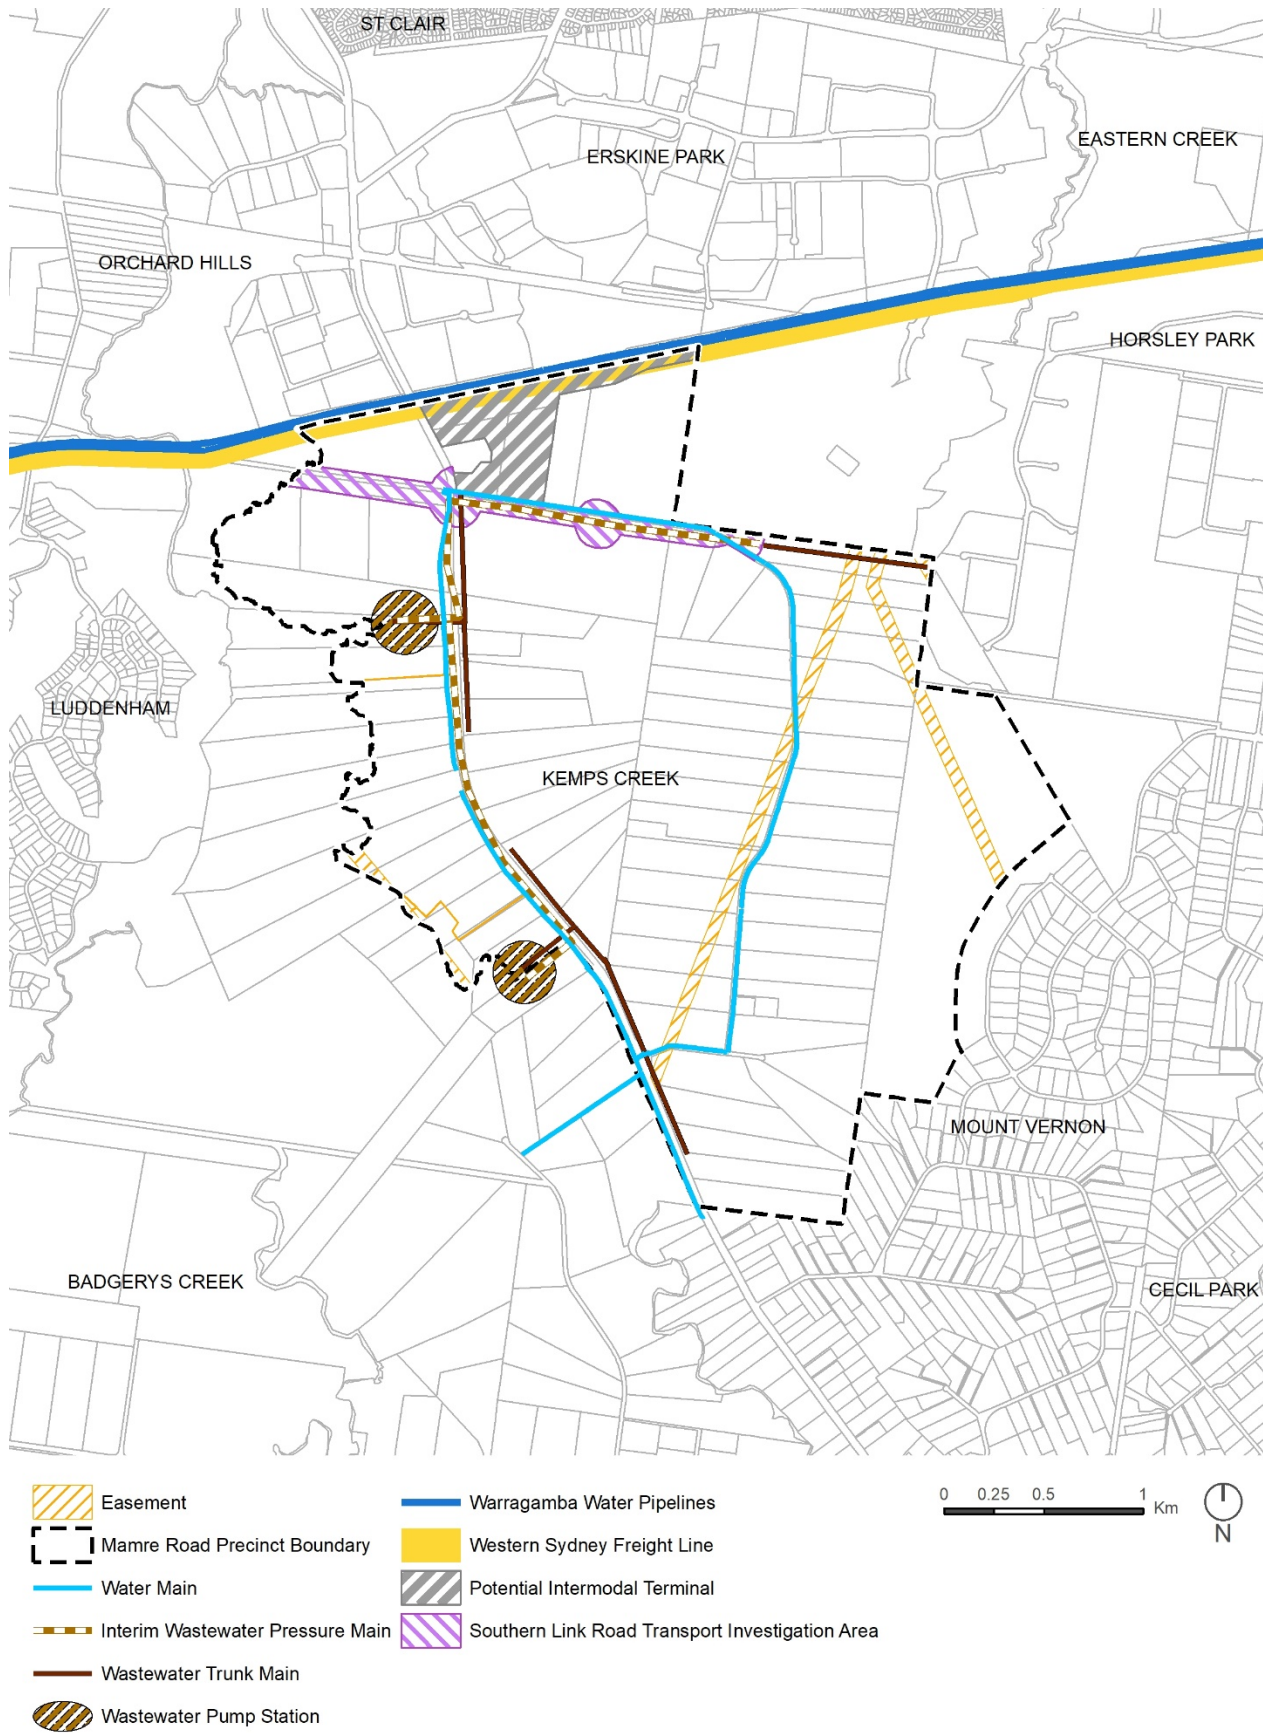 ST CLAIR
EASTERN CREEK
ERSKINE PARK
ORCHARD HILLS
HORSLEY PARK
LUDDENHAM
KEMPS CREEK
MOUNT VERNON
BADGERYS CREEK
CECIL PARK
Easement
Mamre Road Precinct Boundary
Water Main
Interim Wastewater Pressure Main
Wastewater Trunk Main
Wastewater Pump Station
Warragamba Water Pipelines
Western Sydney Freight Line
Potential Intermodal Terminal
Southern Link Road Transport Investigation Area
0 0.25 0.5 1
Km
N